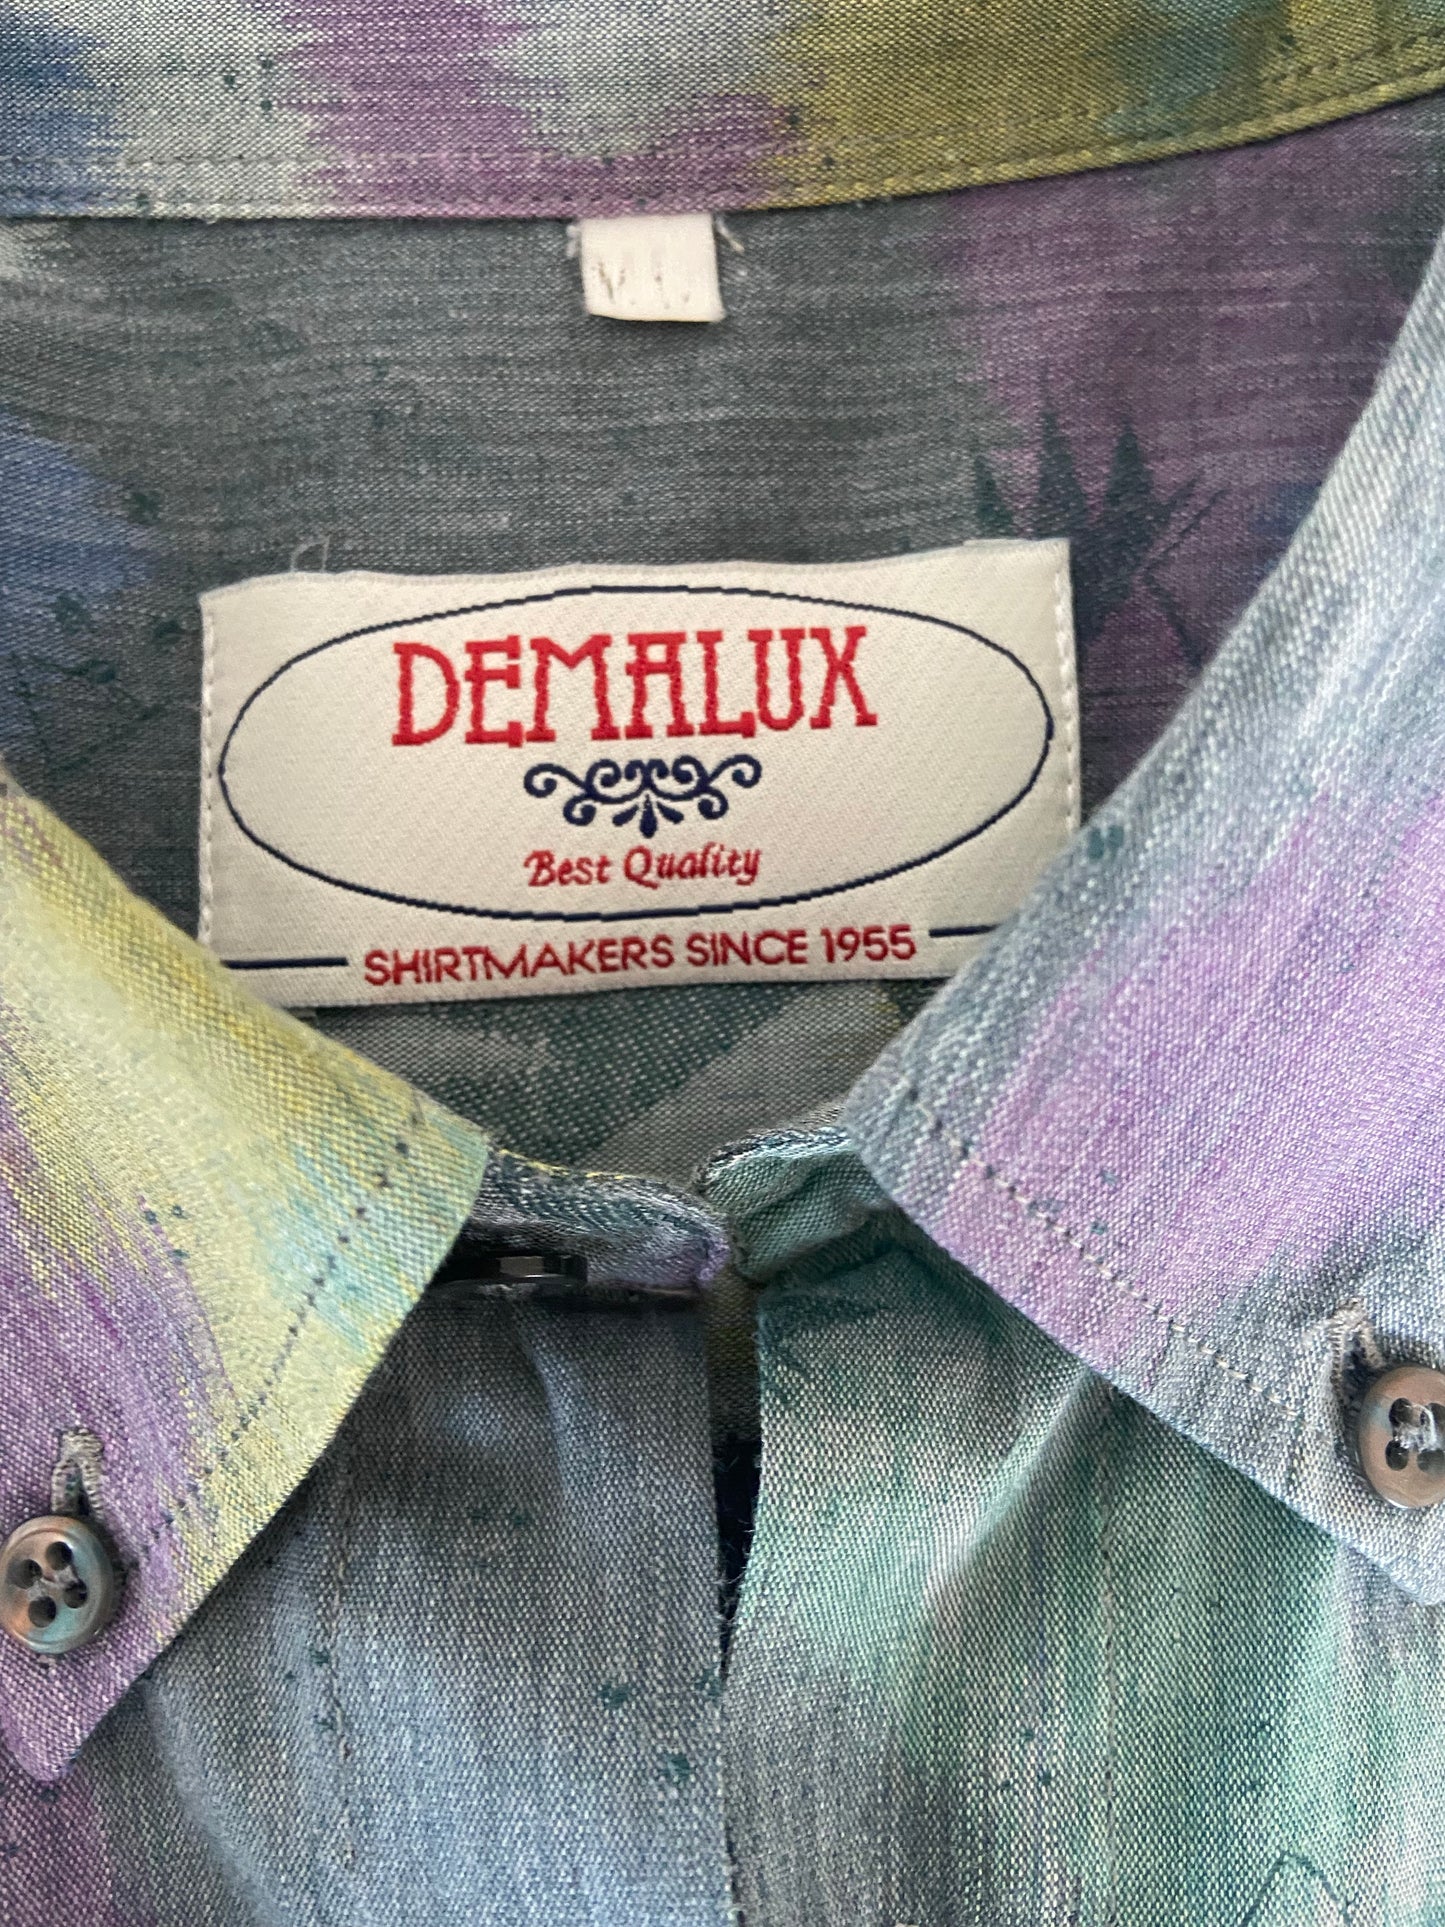 DEMALUX
Best Quality
SHIRTMAKERS SINCE 1955